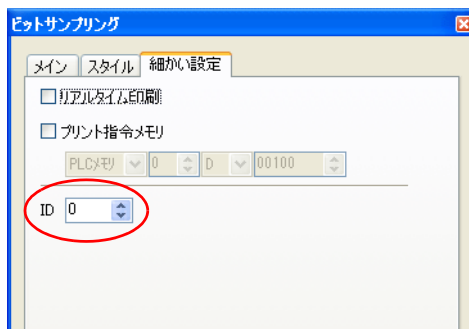 ビットサンプリング
メイン スタイル 細かい設定
リアルタイム印刷
プリント指令メモリ
PLCメモリ 0 D 00100
ID 0